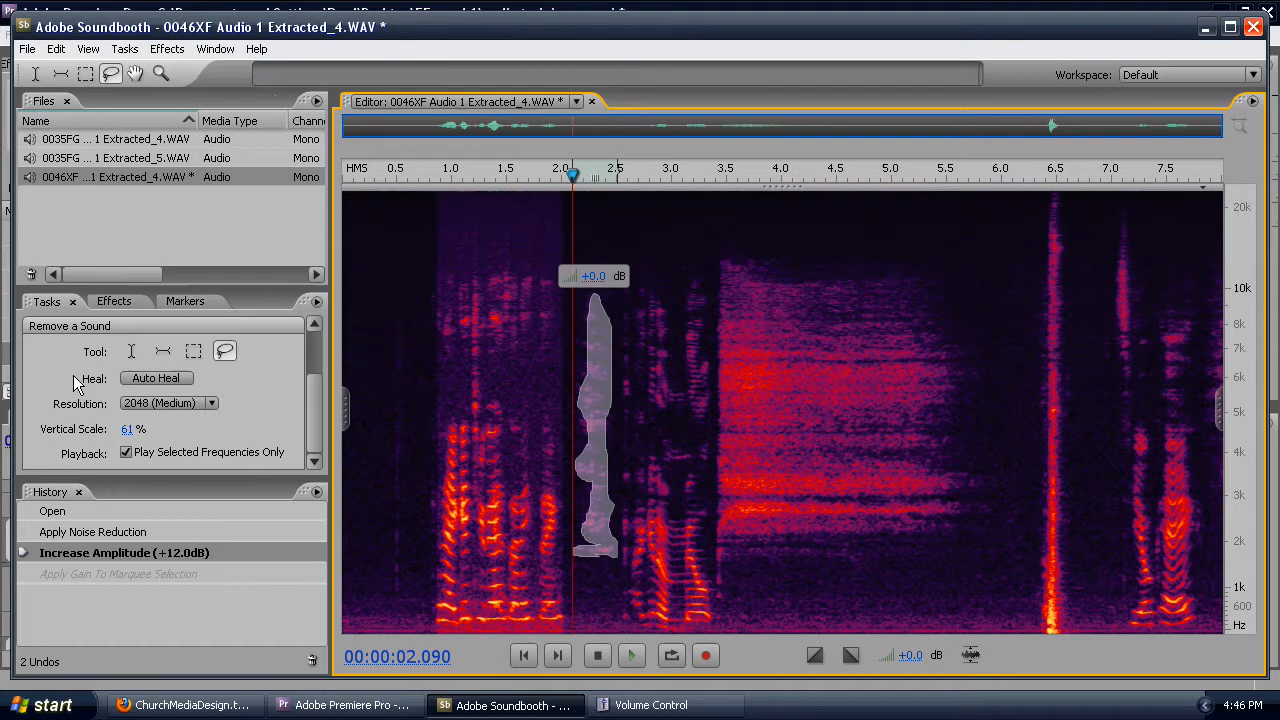 Adobe Soundbooth - 0046XF Audio 1 Extracted_4.WAV *
File Edit View Tasks Effects Window Help
Workspace: Default
Files ×
Name Media Type Chann
0035FG ... 1 Extracted_4.WAV Audio Mono
0035FG ... 1 Extracted_5.WAV Audio Mono
0046XF ...1 Extracted_4.WAV * Audio Mono
Tasks × Effects Markers
Remove a Sound
Tool:
Heal: Auto Heal
Resolution: 2048 (Medium)
Vertical Scale: 61 %
Playback: Play Selected Frequencies Only
History ×
Open
Apply Noise Reduction
Increase Amplitude (+12.0dB)
Apply Gain To Marquee Selection
2 Undos
Editor: 0046XF Audio 1 Extracted_4.WAV * ×
HMS 0.5 1.0 1.5 2.0 2.5 3.0 3.5 4.0 4.5 5.0 5.5 6.0 6.5 7.0 7.5
+0.0 dB
20k
10k
8k
7k
6k
5k
4k
3k
2k
1k
600
Hz
00:00:02.090
+0.0 dB
start ChurchMediaDesign.t... Adobe Premiere Pro -... Adobe Soundbooth - ... Volume Control 4:46 PM